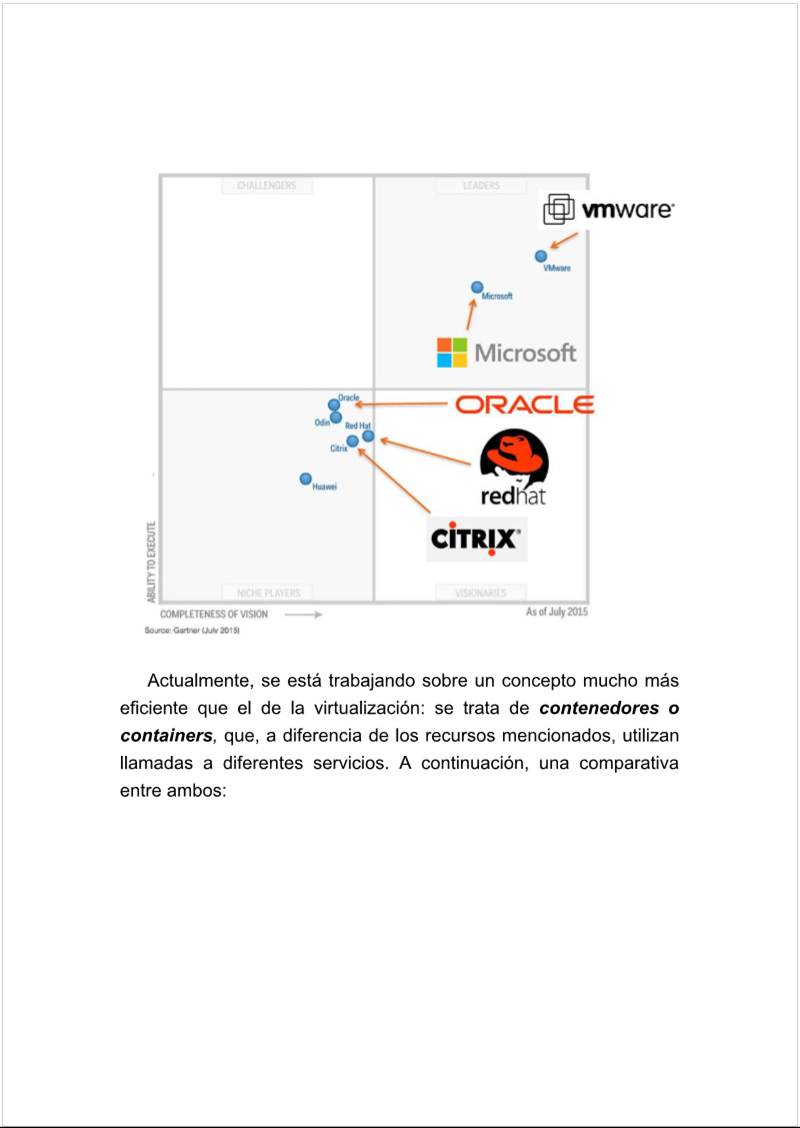 CHALLENGERS
LEADERS
vmware
VMware
Microsoft
Microsoft
Oracle
ORACLE
Odin
Red Hat
Citrix
redhat
Huawei
CİTRIX
ABILITY TO EXECUTE
NICHE PLAYERS
VISIONARIES
COMPLETENESS OF VISION
As of July 2015
Source: Gartner (July 2015)
Actualmente, se está trabajando sobre un concepto mucho más
eficiente que el de la virtualización: se trata de contenedores o
containers, que, a diferencia de los recursos mencionados, utilizan
llamadas a diferentes servicios. A continuación, una comparativa
entre ambos: